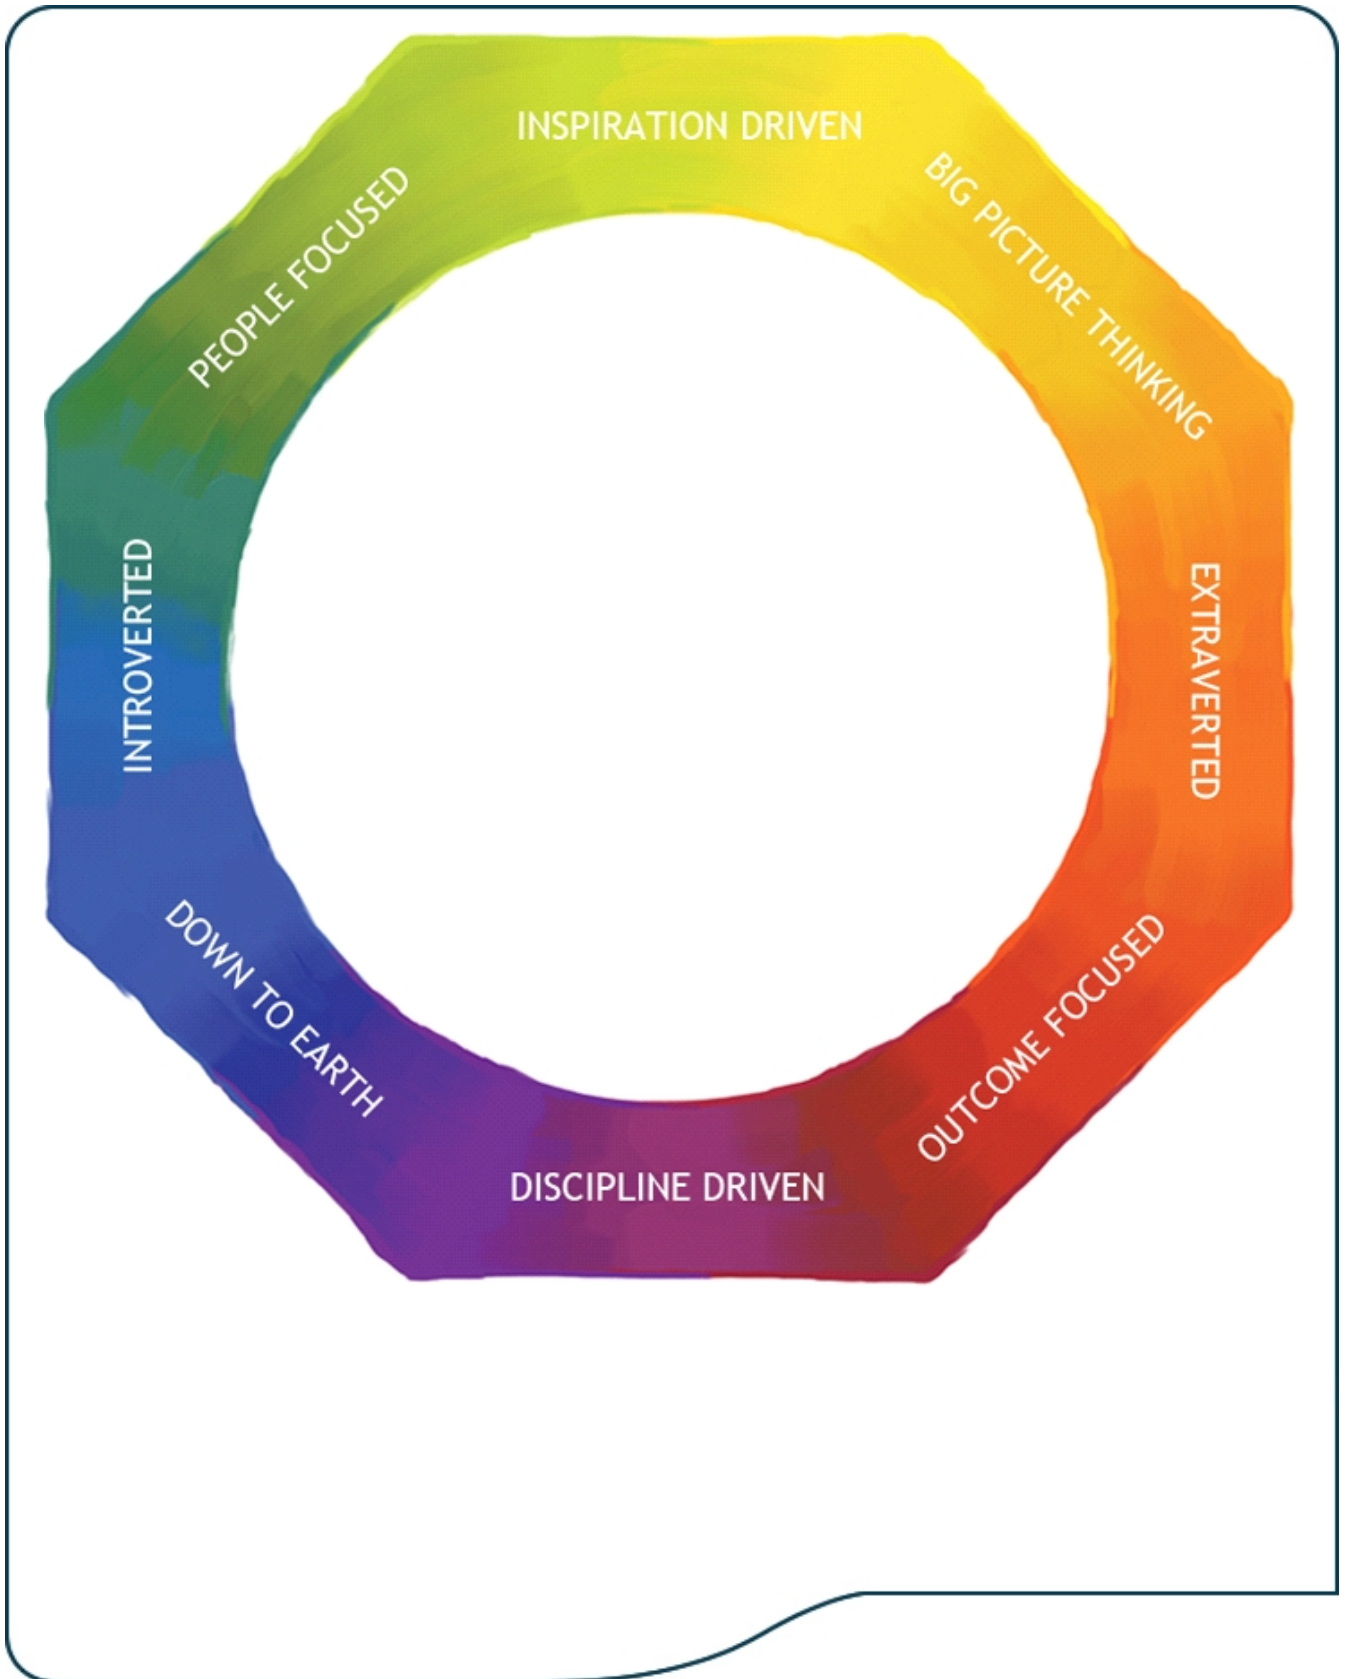 INSPIRATION DRIVEN
BIG PICTURE THINKING
EXTRAVERTED
OUTCOME FOCUSED
DISCIPLINE DRIVEN
DOWN TO EARTH
INTROVERTED
PEOPLE FOCUSED